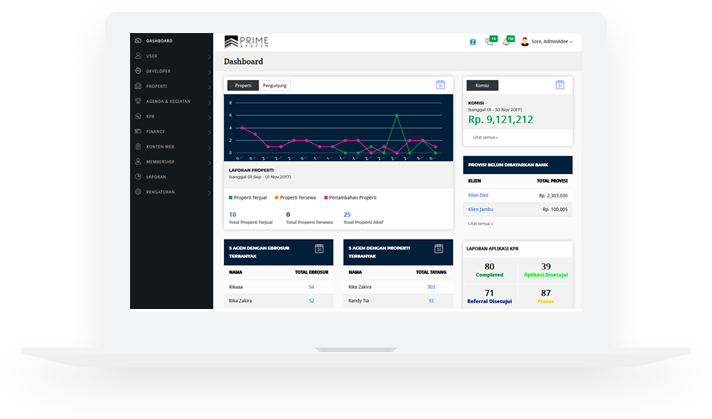 DASHBOARD
USER
DEVELOPER
PROPERTI
AGENDA & KEGIATAN
KPR
FINANCE
KONTEN WEB
MEMBERSHIP
LAPORAN
PENGATURAN
PRIME
SYSTEM
Sore, AdminAdee
Dashboard
Properti Pengunjung
8
6
4
2
0
LAPORAN PROPERTI
(tanggal 01 Sep - 01 Nov 2017)
Properti Terjual Properti Tersewa Pertambahan Properti
10 0 25
Total Properti Terjual Total Properti Tersewa Total Properti Aktif
5 AGEN DENGAN EBROSUR
TERBANYAK
NAMA TOTAL EBROSUR
Rikaaa 54
Rika Zakira 52
5 AGEN DENGAN PROPERTI
TERBANYAK
NAMA TOTAL TAYANG
Rika Zakira 303
Randy Tia 93
Komisi
KOMISI
(tanggal 01 - 30 Nov 2017)
Rp. 9,121,212
Lihat semua »
PROVISI BELUM DIBAYARKAN BANK
KLIEN TOTAL PROVISI
Klien Dini Rp. 2,303,030
Klien Jambu Rp. 100,005
Lihat semua »
LAPORAN APLIKASI KPR
80 39
Completed Aplikasi Disetujui
71 87
Referral Disetujui Proses